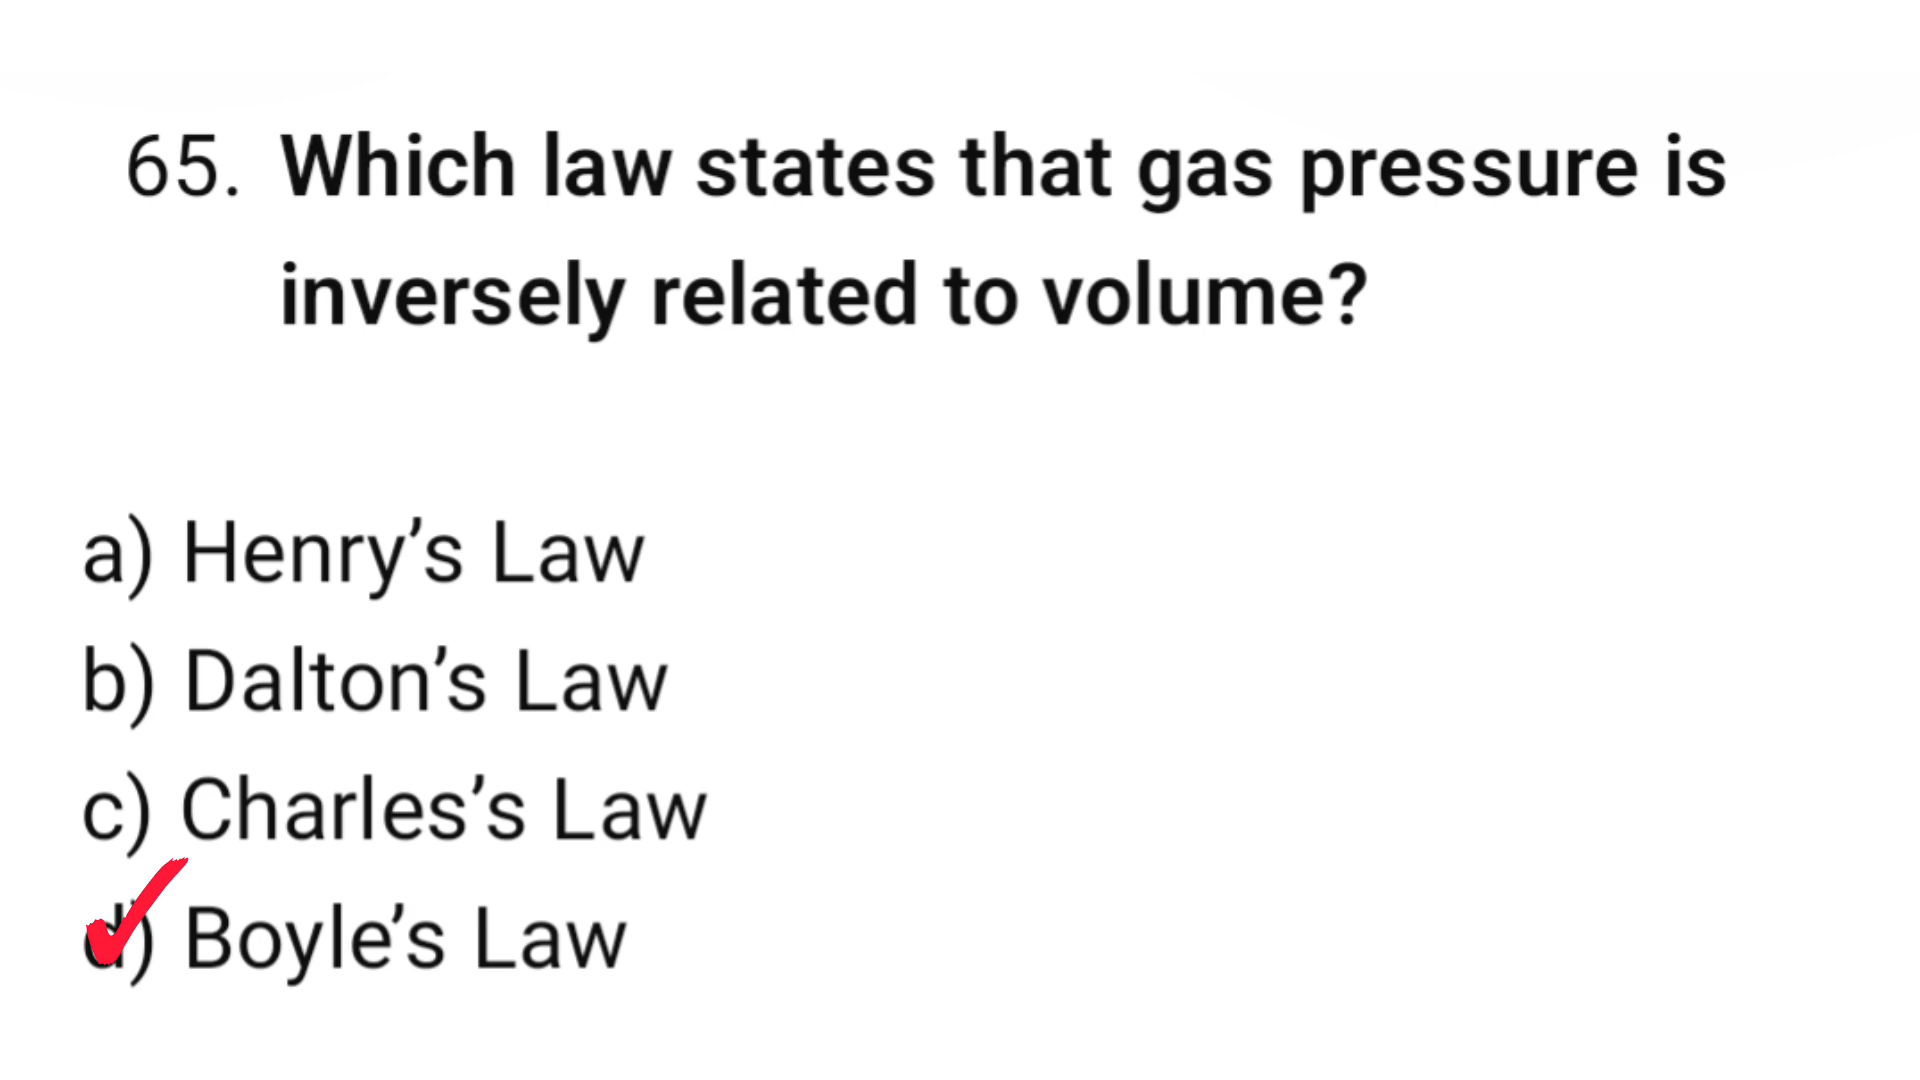 65. Which law states that gas pressure is
inversely related to volume?
a) Henry’s Law
b) Dalton’s Law
c) Charles’s Law
d) Boyle’s Law